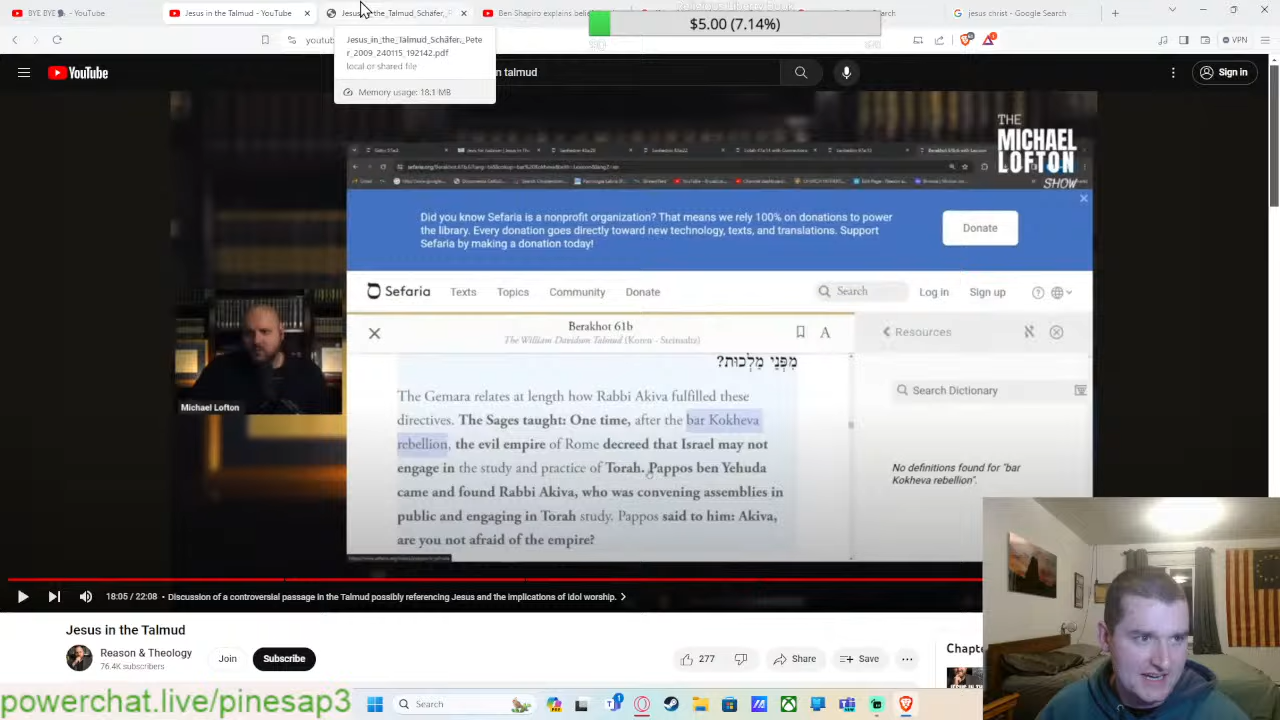 -BYE BYE
Jesus in the Talmud - YouTube
Jesus_in_the_Talmud_Schäfer,_P
Ben Shapiro explains belie
jesus christ - Google Search
$5.00 (7.14%)
Jesus_in_the_Talmud_Schäfer,_Pete
r_2009_240115_192142.pdf
local or shared file
Memory usage: 18.1 MB
youtub
VPN
YouTube
n talmud
Sign in
THE
MICHAEL
LOFTON
SHOW
Did you know Sefaria is a nonprofit organization? That means we rely 100% on donations to power
the library. Every donation goes directly toward new technology, texts, and translations. Support
Sefaria by making a donation today!
Donate
Sefaria
Texts
Topics
Community
Donate
Search
Log in
Sign up
Berakhot 61b
The William Davidson Talmud (Koren - Steinsaltz)
Resources
מִפְּנֵי מַלְכוּת?
Search Dictionary
The Gemara relates at length how Rabbi Akiva fulfilled these
directives. The Sages taught: One time, after the bar Kokheva
rebellion, the evil empire of Rome decreed that Israel may not
engage in the study and practice of Torah. Pappos ben Yehuda
came and found Rabbi Akiva, who was convening assemblies in
public and engaging in Torah study. Pappos said to him: Akiva,
are you not afraid of the empire?
No definitions found for "bar
Kokheva rebellion".
Michael Lofton
18:05 / 22:08 • Discussion of a controversial passage in the Talmud possibly referencing Jesus and the implications of idol worship.
Jesus in the Talmud
Reason & Theology
76.4K subscribers
Join
Subscribe
277
Share
Save
Chapte
powerchat.live/pinesap3
Search